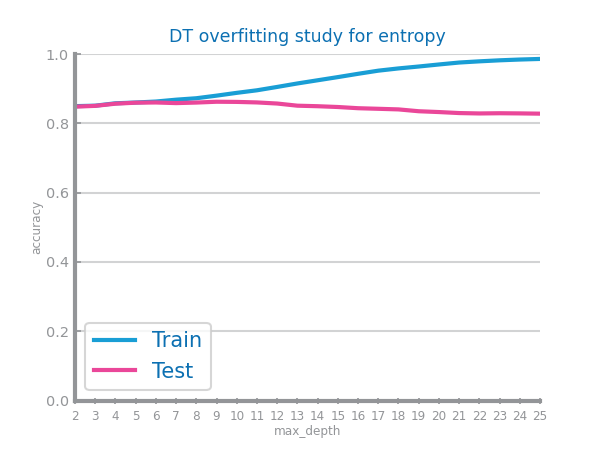 DT overfitting study for entropy
1.0
0.8
0.6
0.4
0.2
0.0
accuracy
Train
Test
2 3 4 5 6 7 8 9 10 11 12 13 14 15 16 17 18 19 20 21 22 23 24 25
max_depth